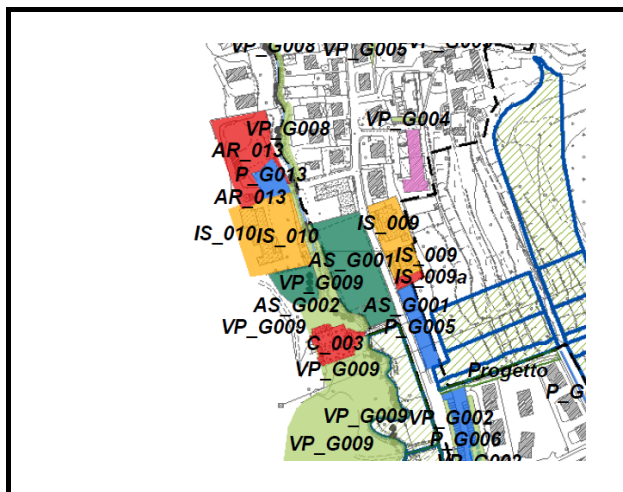 VP_G008
VP_G005
VP_G004
VP_G008
AR_013
P_G013
AR_013
IS_009
IS_010
IS_010
IS_009
AS_G001
IS_009a
VP_G009
AS_G002
AS_G001
VP_G009
P_G005
C_003
VP_G009
Progetto
P_G
VP_G009
VP_G002
P_G006
VP_G009